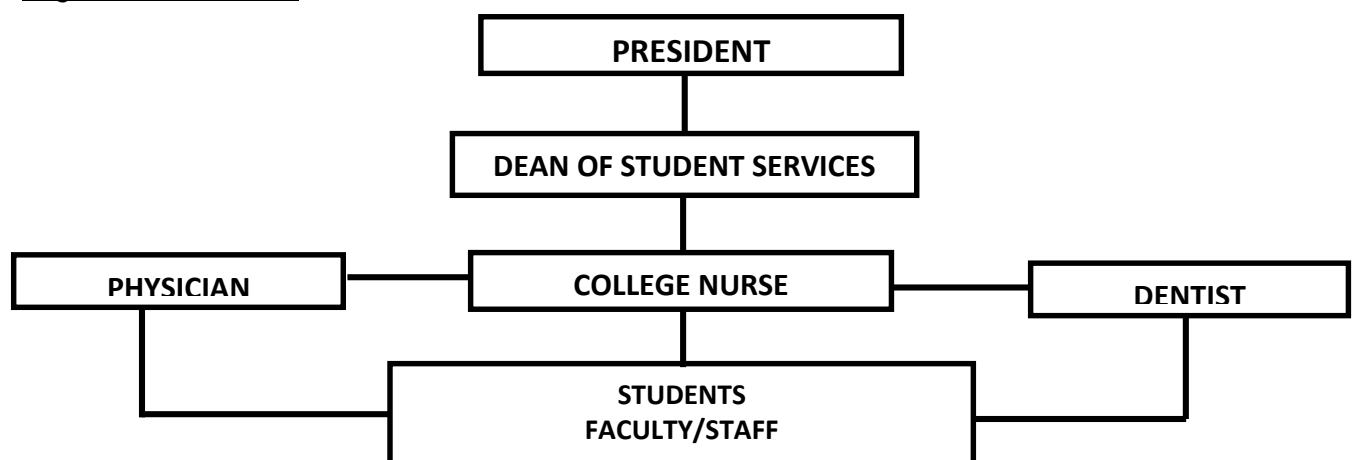 PRESIDENT
DEAN OF STUDENT SERVICES
PHYSICIAN
COLLEGE NURSE
DENTIST
STUDENTS
FACULTY/STAFF